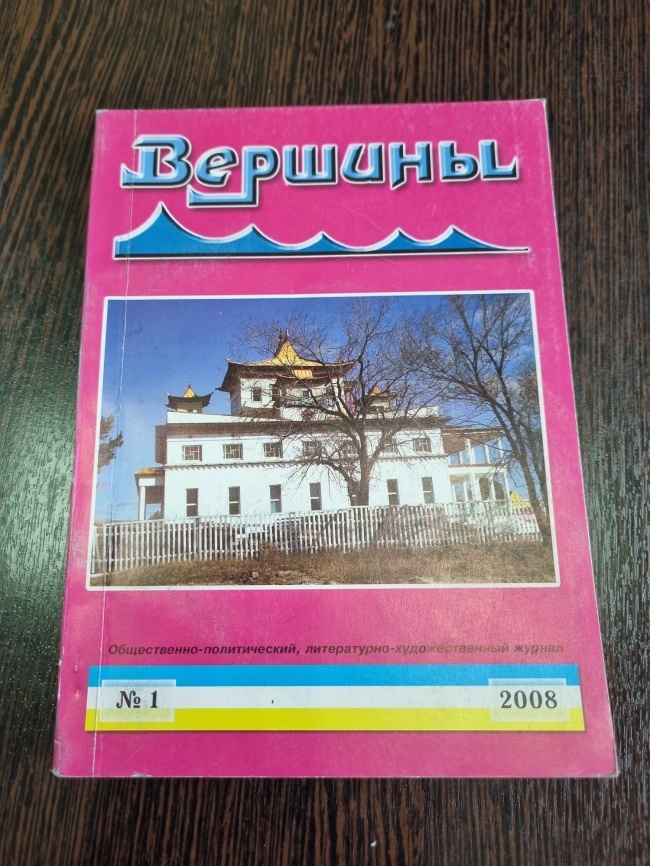 Вершины
Общественно-политический, литературно-художественный журнал
№ 1
2008